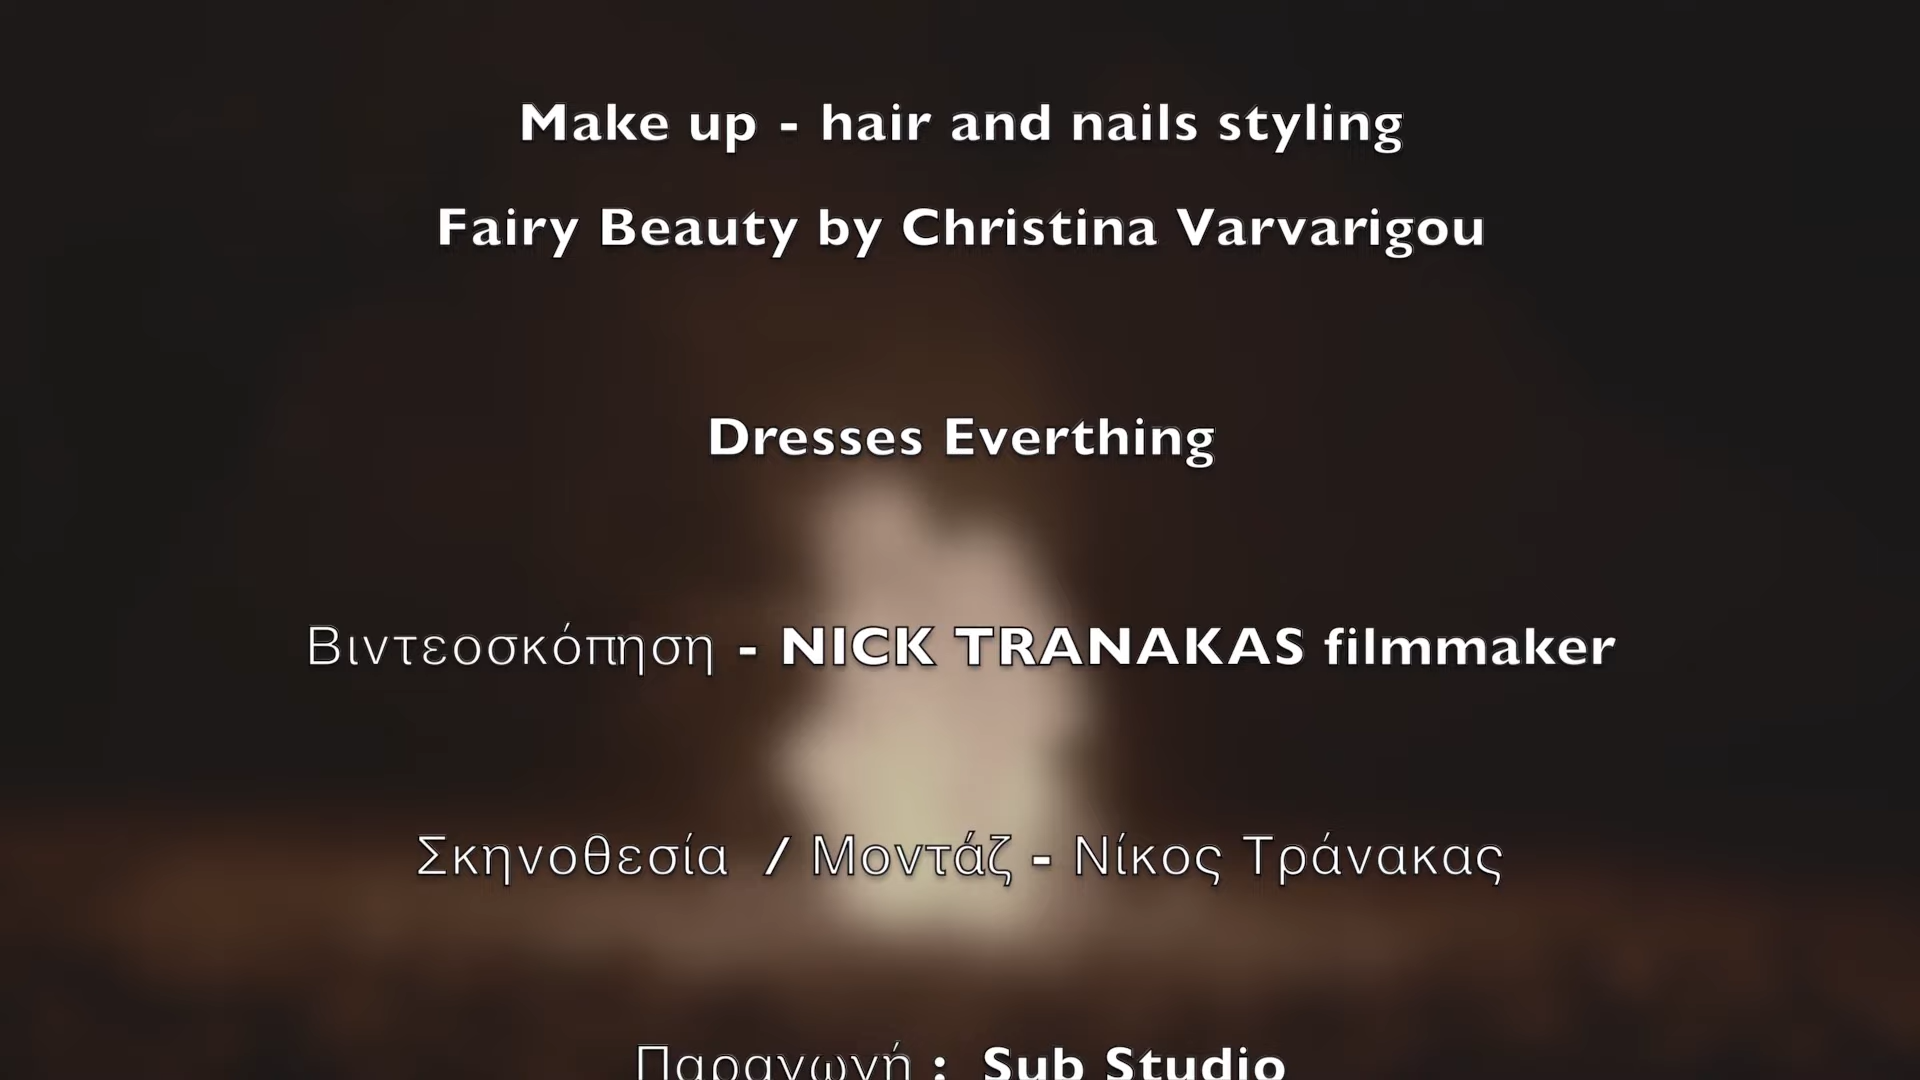 Make up - hair and nails styling
Fairy Beauty by Christina Varvarigou
Dresses Everthing
Βιντεοσκόπηση - NICK TRANAKAS filmmaker
Σκηνοθεσία / Μοντάζ - Νίκος Τράνακας
Παραγωγή : Sub Studio